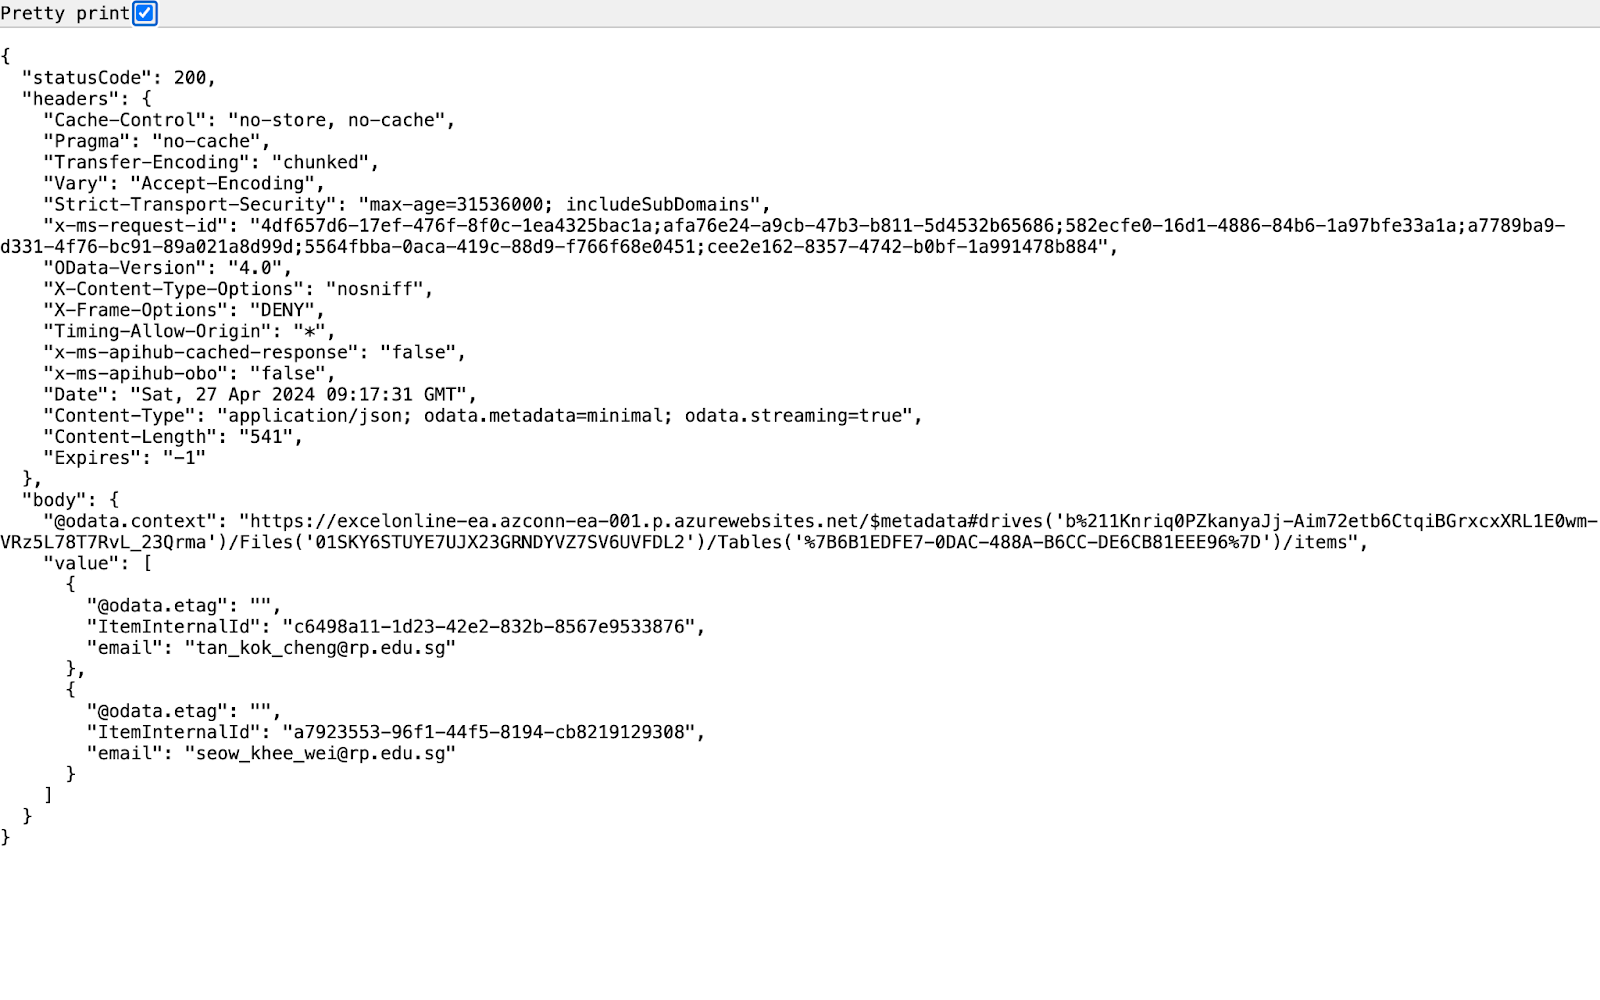 Pretty print
{
  "statusCode": 200,
  "headers": {
    "Cache-Control": "no-store, no-cache",
    "Pragma": "no-cache",
    "Transfer-Encoding": "chunked",
    "Vary": "Accept-Encoding",
    "Strict-Transport-Security": "max-age=31536000; includeSubDomains",
    "x-ms-request-id": "4df657d6-17ef-476f-8f0c-1ea4325bac1a;afa76e24-a9cb-47b3-b811-5d4532b65686;582ecfe0-16d1-4886-84b6-1a97bfe33a1a;a7789ba9-
d331-4f76-bc91-89a021a8d99d;5564fbba-0aca-419c-88d9-f766f68e0451;cee2e162-8357-4742-b0bf-1a991478b884",
    "OData-Version": "4.0",
    "X-Content-Type-Options": "nosniff",
    "X-Frame-Options": "DENY",
    "Timing-Allow-Origin": "*",
    "x-ms-apihub-cached-response": "false",
    "x-ms-apihub-obo": "false",
    "Date": "Sat, 27 Apr 2024 09:17:31 GMT",
    "Content-Type": "application/json; odata.metadata=minimal; odata.streaming=true",
    "Content-Length": "541",
    "Expires": "-1"
  },
  "body": {
    "@odata.context": "https://excelonline-ea.azconn-ea-001.p.azurewebsites.net/$metadata#drives('b%211Knriq0PZkanyaJj-Aim72etb6CtqiBGrxcxXRL1E0wm-
VRz5L78T7RvL_23Qrma')/Files('01SKY6STUYE7UJX23GRNDYVZ7SV6UVFDL2')/Tables('%7B6B1EDFE7-0DAC-488A-B6CC-DE6CB81EEE96%7D')/items",
    "value": [
      {
        "@odata.etag": "",
        "ItemInternalId": "c6498a11-1d23-42e2-832b-8567e9533876",
        "email": "tan_kok_cheng@rp.edu.sg"
      },
      {
        "@odata.etag": "",
        "ItemInternalId": "a7923553-96f1-44f5-8194-cb8219129308",
        "email": "seow_khee_wei@rp.edu.sg"
      }
    ]
  }
}